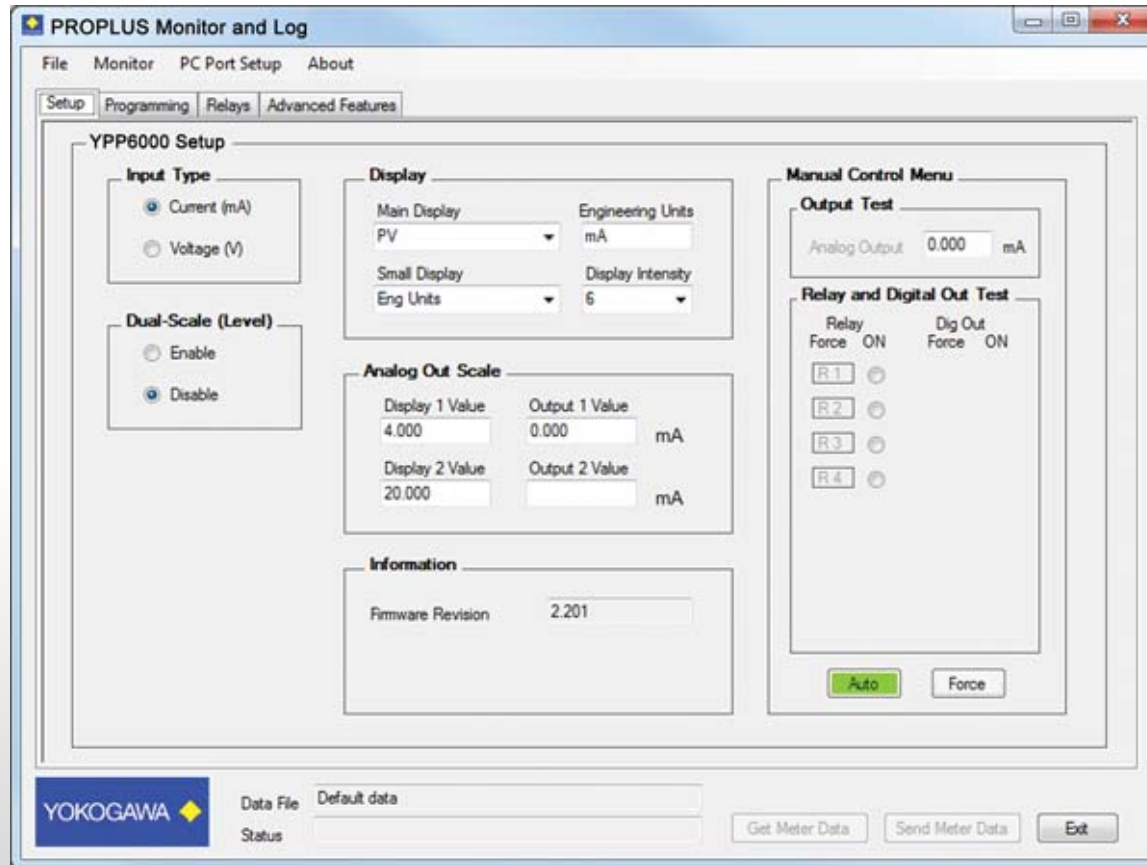 PROPLUS Monitor and Log
File Monitor PC Port Setup About
Setup Programming Relays Advanced Features
YPP6000 Setup
Input Type
Current (mA)
Voltage (V)
Dual-Scale (Level)
Enable
Disable
Display
Main Display Engineering Units
PV mA
Small Display Display Intensity
Eng Units 6
Analog Out Scale
Display 1 Value Output 1 Value
4.000 0.000 mA
Display 2 Value Output 2 Value
20.000 mA
Information
Firmware Revision 2.201
Manual Control Menu
Output Test
Analog Output 0.000 mA
Relay and Digital Out Test
Relay Dig Out
Force ON Force ON
R 1
R 2
R 3
R 4
Auto Force
YOKOGAWA
Data File Default data
Status
Get Meter Data Send Meter Data Exit